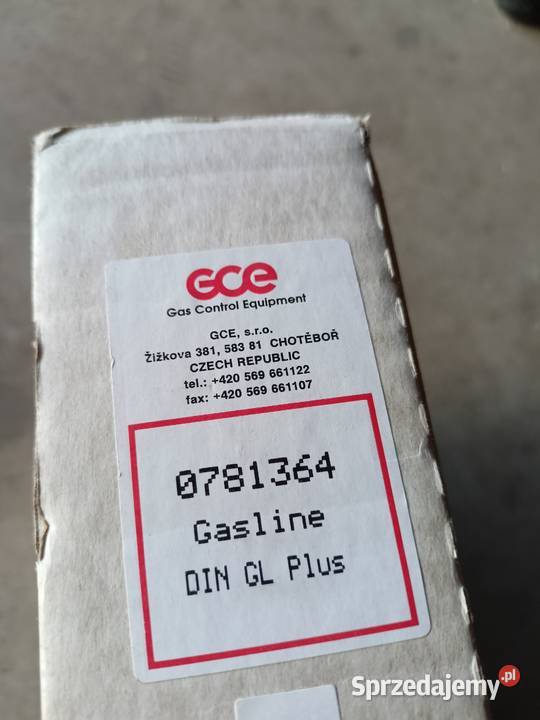 GCE
Gas Control Equipment
GCE, s.r.o.
Žižkova 381, 583 81 CHOTĚBOŘ
CZECH REPUBLIC
tel.: +420 569 661122
fax: +420 569 661107
0781364
Gasline
DIN GL Plus
Sprzedajemy.pl